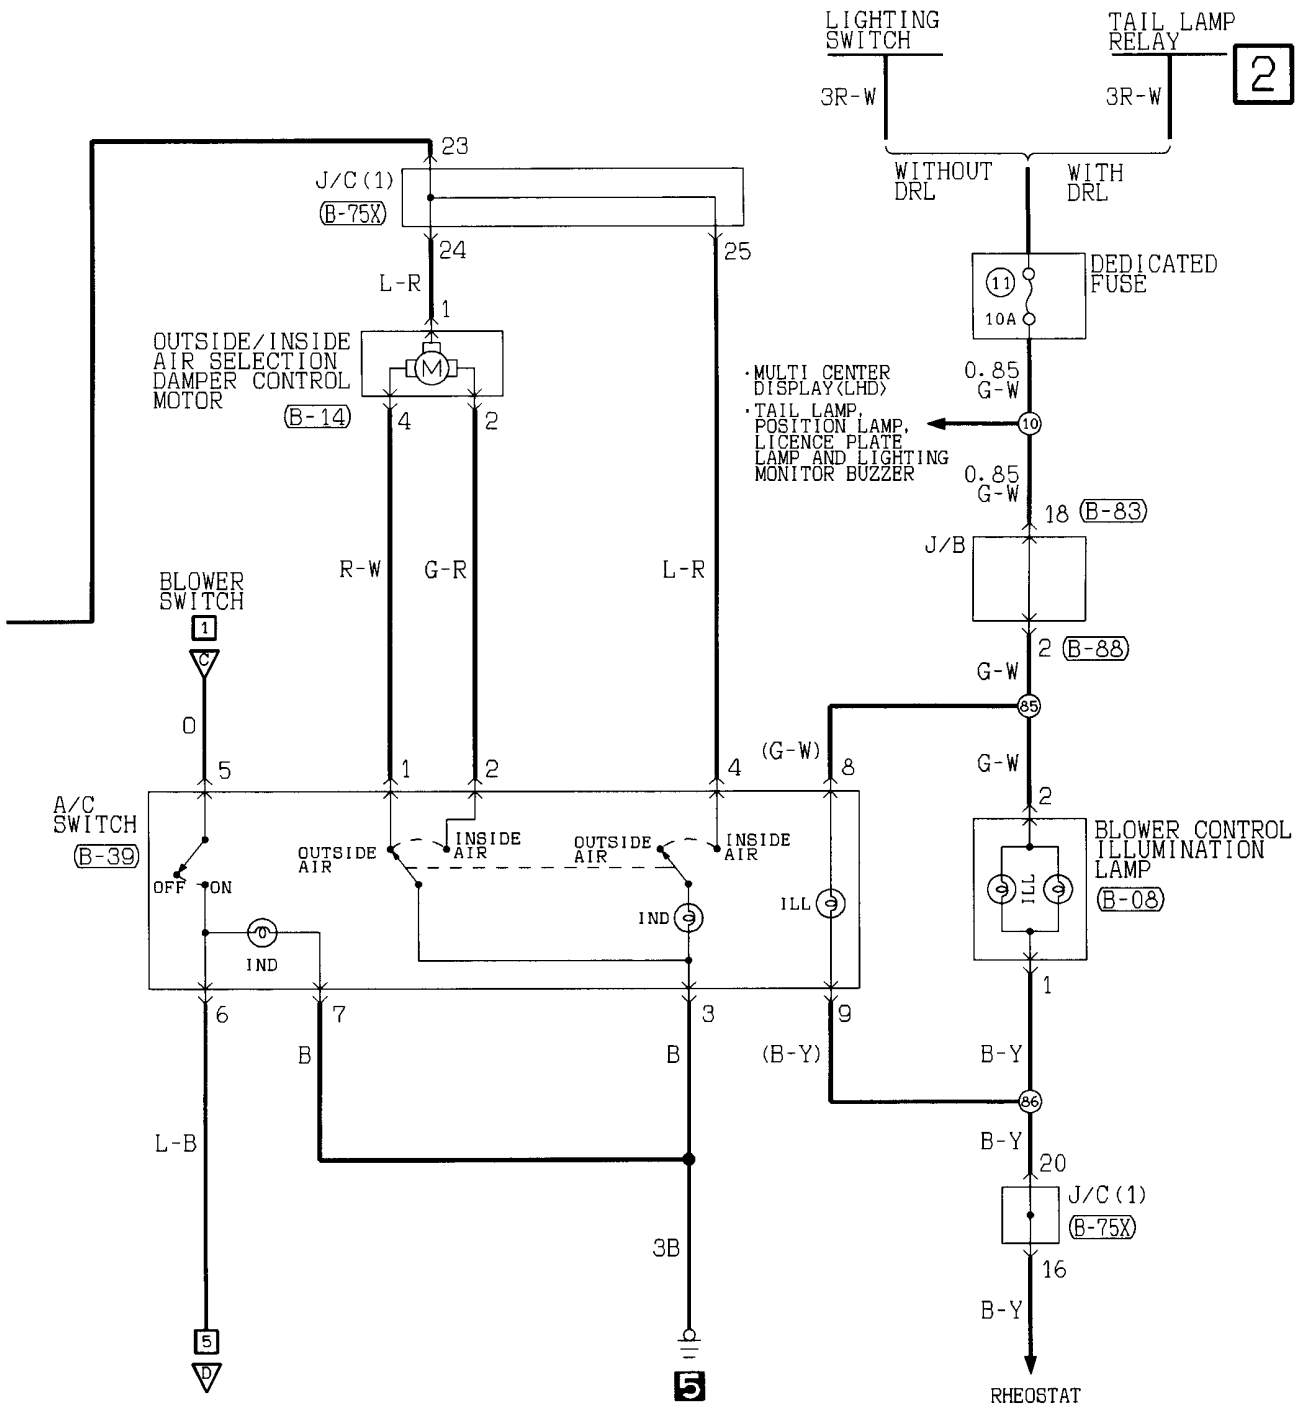 LIGHTING
SWITCH
TAIL LAMP
RELAY
2
3R-W
3R-W
WITHOUT
DRL
WITH
DRL
23
J/C(1)
(B-75X)
24
25
L-R
1
DEDICATED
FUSE
11
10A
OUTSIDE/INSIDE
AIR SELECTION
DAMPER CONTROL
MOTOR
(B-14)
M
4
2
·MULTI CENTER
DISPLAY<LHD>
·TAIL LAMP,
POSITION LAMP,
LICENCE PLATE
LAMP AND LIGHTING
MONITOR BUZZER
0.85
G-W
10
0.85
G-W
18
(B-83)
J/B
R-W
G-R
L-R
BLOWER
SWITCH
1
C
2
(B-88)
G-W
85
O
(G-W)
G-W
5
1
2
4
8
2
A/C
SWITCH
(B-39)
OFF
ON
IND
OUTSIDE
AIR
INSIDE
AIR
OUTSIDE
AIR
INSIDE
AIR
IND
ILL
ILL
BLOWER CONTROL
ILLUMINATION
LAMP
(B-08)
6
7
3
9
1
B
B
(B-Y)
B-Y
86
L-B
B-Y
20
J/C(1)
(B-75X)
3B
16
B-Y
5
D
5
RHEOSTAT